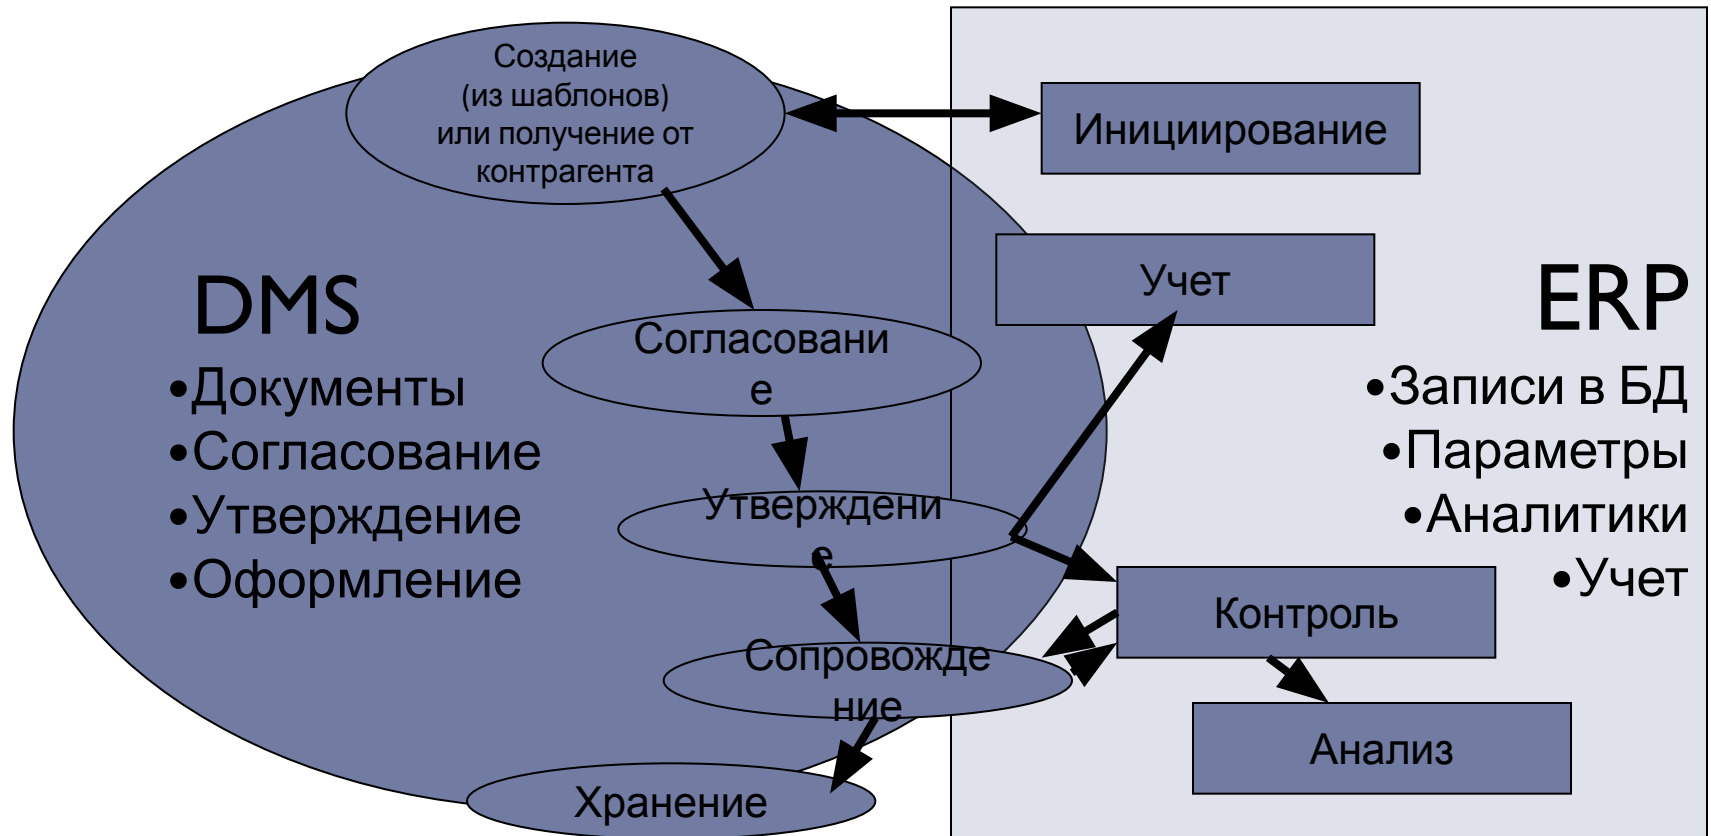 Создание
(из шаблонов)
или получение от
контрагента
Инициирование
Учет
DMS
•Документы
•Согласование
•Утверждение
•Оформление
Согласовани
е
Утверждени
е
Сопровожде
ние
Хранение
ERP
•Записи в БД
•Параметры
•Аналитики
•Учет
Контроль
Анализ